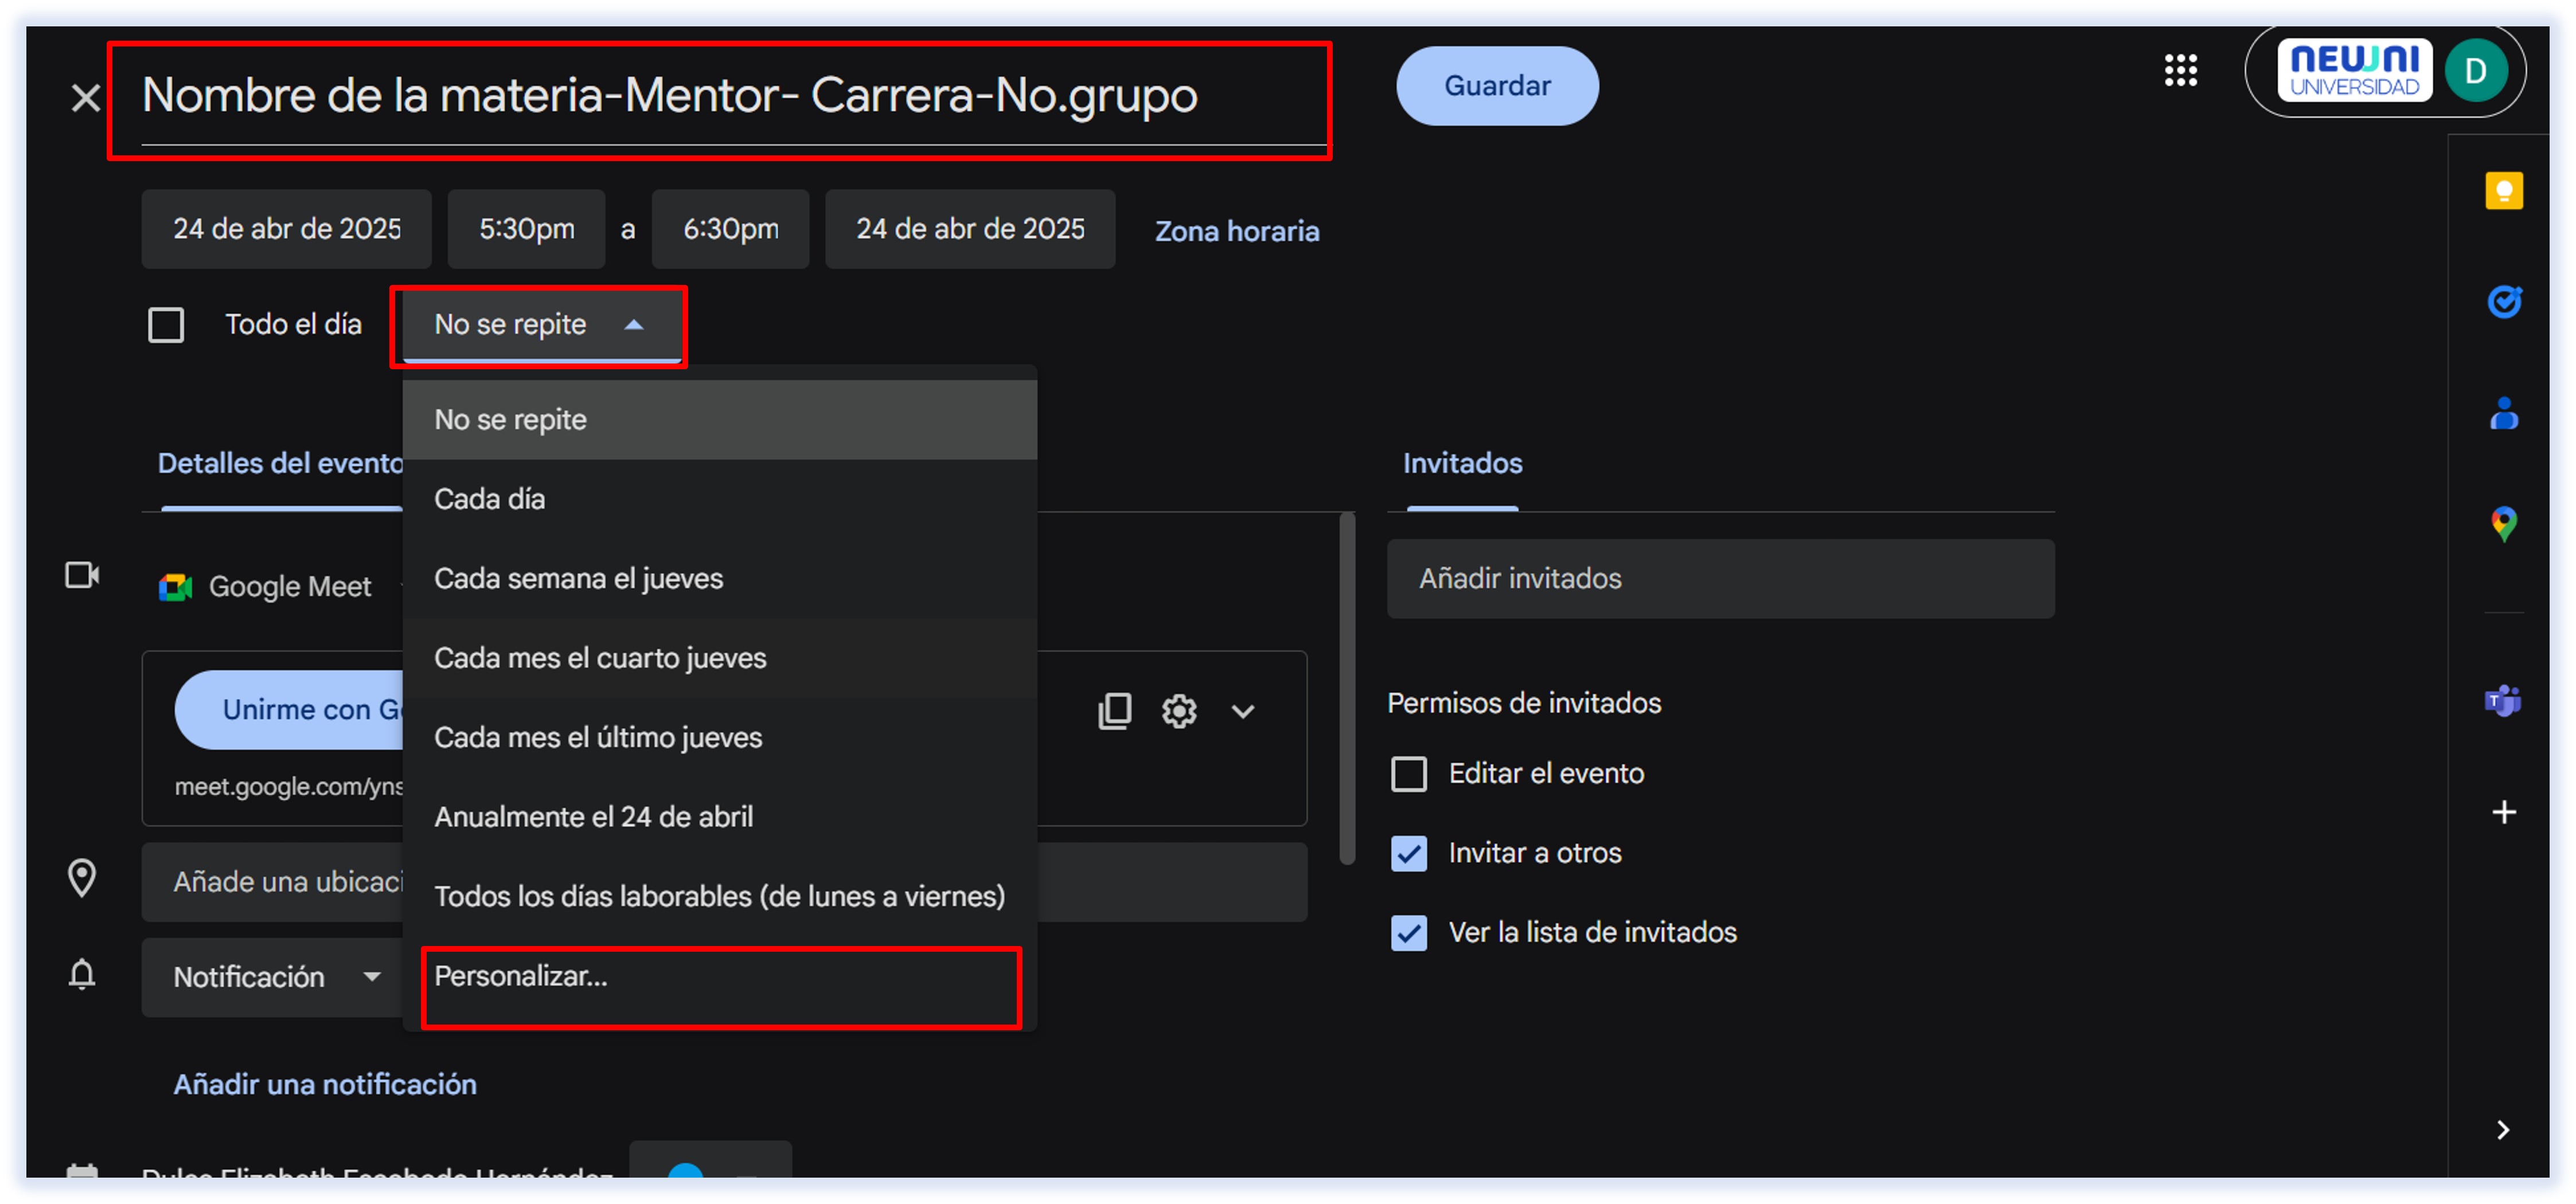 Nombre de la materia-Mentor- Carrera-No.grupo
Guardar
NEWNI
UNIVERSIDAD
D
24 de abr de 2025
5:30pm
a
6:30pm
24 de abr de 2025
Zona horaria
Todo el día
No se repite
No se repite
Cada día
Cada semana el jueves
Cada mes el cuarto jueves
Cada mes el último jueves
Anualmente el 24 de abril
Todos los días laborables (de lunes a viernes)
Personalizar...
Detalles del evento
Google Meet
Unirme con G
meet.google.com/yns
Añade una ubicaci
Notificación
Añadir una notificación
Dulce Elizabeth Escobedo Hernández
Invitados
Añadir invitados
Permisos de invitados
Editar el evento
Invitar a otros
Ver la lista de invitados
T